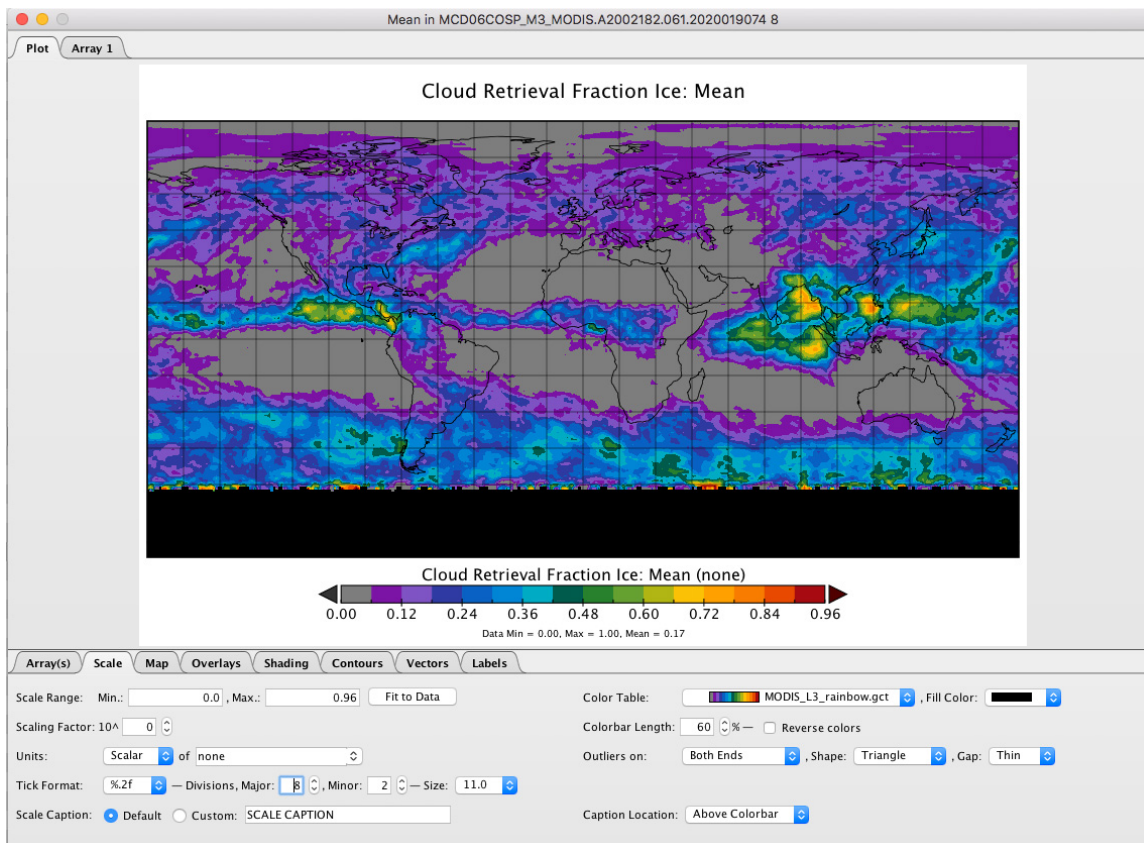 Mean in MCD06COSP_M3_MODIS.A2002182.061.2020019074 8
Plot Array 1
Cloud Retrieval Fraction Ice: Mean
Cloud Retrieval Fraction Ice: Mean (none)
0.00 0.12 0.24 0.36 0.48 0.60 0.72 0.84 0.96
Data Min = 0.00, Max = 1.00, Mean = 0.17
Array(s) Scale Map Overlays Shading Contours Vectors Labels
Scale Range: Min.: 0.0 , Max.: 0.96 Fit to Data Color Table: MODIS_L3_rainbow.gct , Fill Color:
Scaling Factor: 10^ 0 Colorbar Length: 60 % — Reverse colors
Units: Scalar of none Outliers on: Both Ends , Shape: Triangle , Gap: Thin
Tick Format: %.2f — Divisions, Major: 8 , Minor: 2 — Size: 11.0
Scale Caption: Default Custom: SCALE CAPTION Caption Location: Above Colorbar